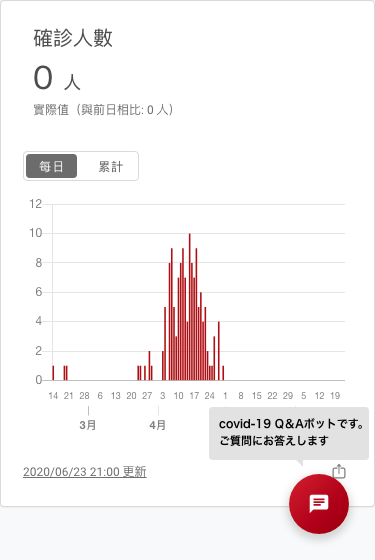 確診人數
0 人
實際值（與前日相比: 0 人）
每日 累計
12
10
8
6
4
2
0
14 21 28 6 13 20 27 3 10 17 24 1 8 15 22 29 5 12 19
3月 4月
covid-19 Q&Aボットです。
ご質問にお答えします
2020/06/23 21:00 更新